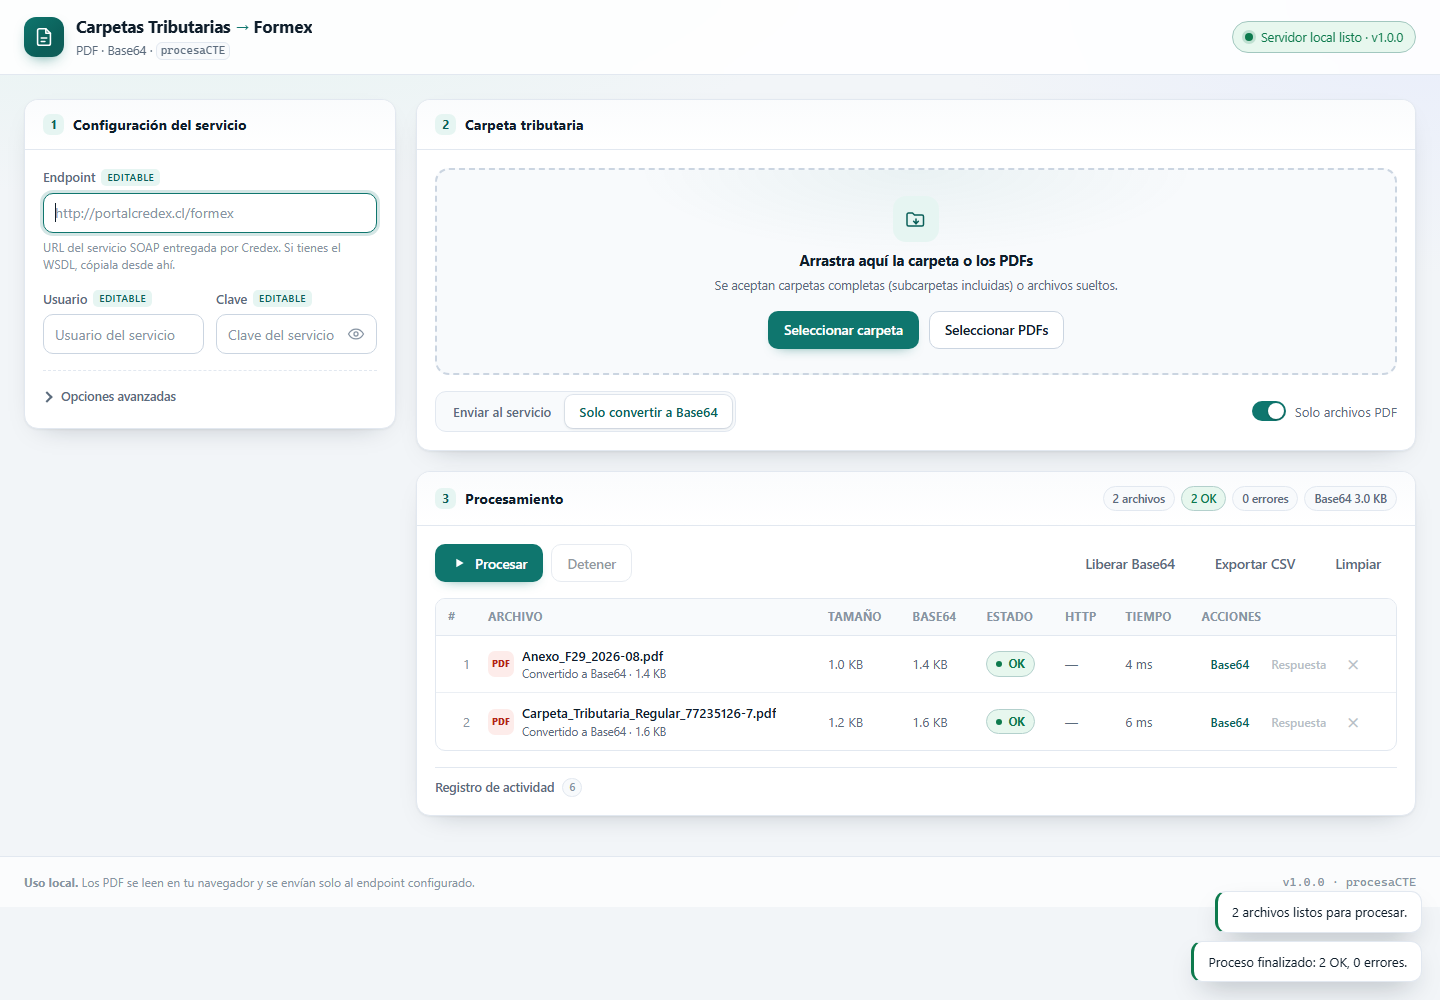 Carpetas Tributarias → Formex
PDF · Base64 · procesaCTE
Servidor local listo · v1.0.0
1 Configuración del servicio
Endpoint EDITABLE
http://portalcredex.cl/formex
URL del servicio SOAP entregada por Credex. Si tienes el
WSDL, cópiala desde ahí.
Usuario EDITABLE Clave EDITABLE
Usuario del servicio Clave del servicio
Opciones avanzadas
2 Carpeta tributaria
Arrastra aquí la carpeta o los PDFs
Se aceptan carpetas completas (subcarpetas incluidas) o archivos sueltos.
Seleccionar carpeta Seleccionar PDFs
Enviar al servicio Solo convertir a Base64 Solo archivos PDF
3 Procesamiento 2 archivos 2 OK 0 errores Base64 3.0 KB
Procesar Detener Liberar Base64 Exportar CSV Limpiar
# ARCHIVO TAMAÑO BASE64 ESTADO HTTP TIEMPO ACCIONES
1 PDF Anexo_F29_2026-08.pdf 1.0 KB 1.4 KB OK — 4 ms Base64 Respuesta ×
Convertido a Base64 · 1.4 KB
2 PDF Carpeta_Tributaria_Regular_77235126-7.pdf 1.2 KB 1.6 KB OK — 6 ms Base64 Respuesta ×
Convertido a Base64 · 1.6 KB
Registro de actividad 6
Uso local. Los PDF se leen en tu navegador y se envían solo al endpoint configurado.
v1.0.0 · procesaCTE
2 archivos listos para procesar.
Proceso finalizado: 2 OK, 0 errores.